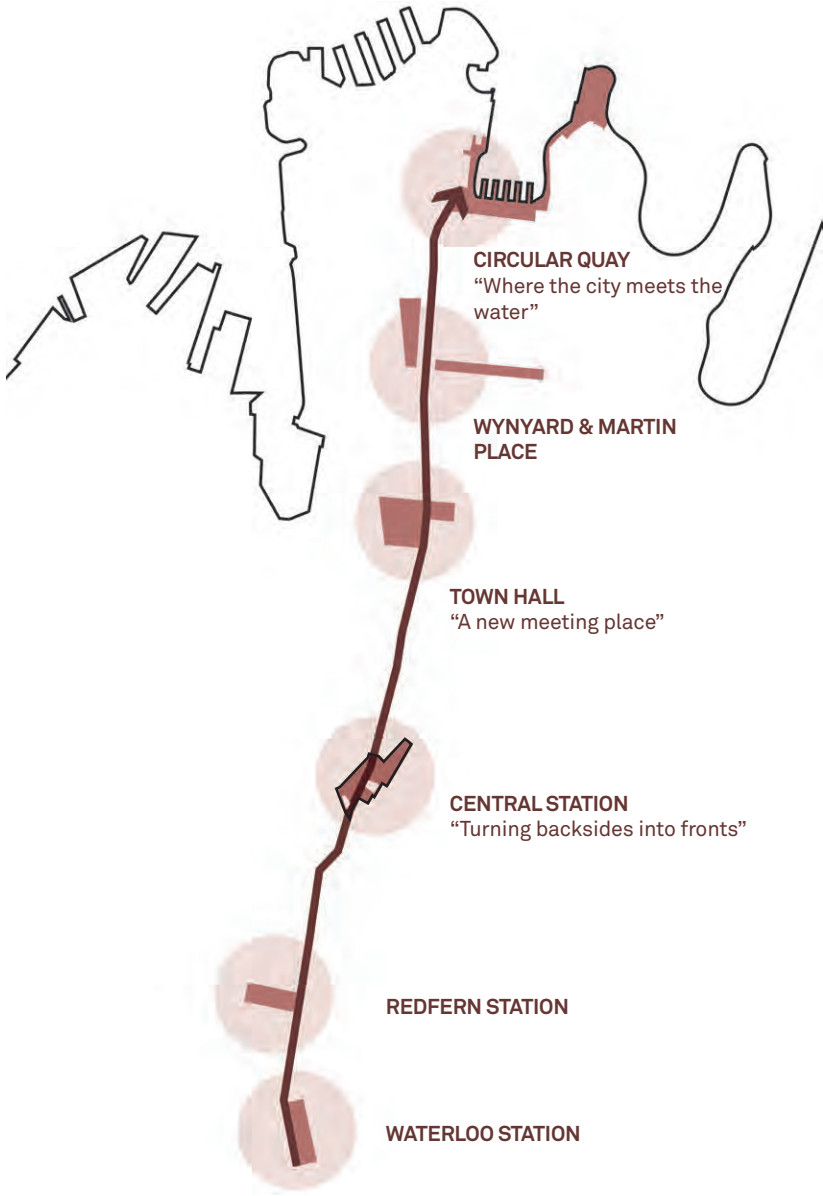 CIRCULAR QUAY
“Where the city meets the
water”
WYNYARD & MARTIN
PLACE
TOWN HALL
“A new meeting place”
CENTRAL STATION
“Turning backsides into fronts”
REDFERN STATION
WATERLOO STATION